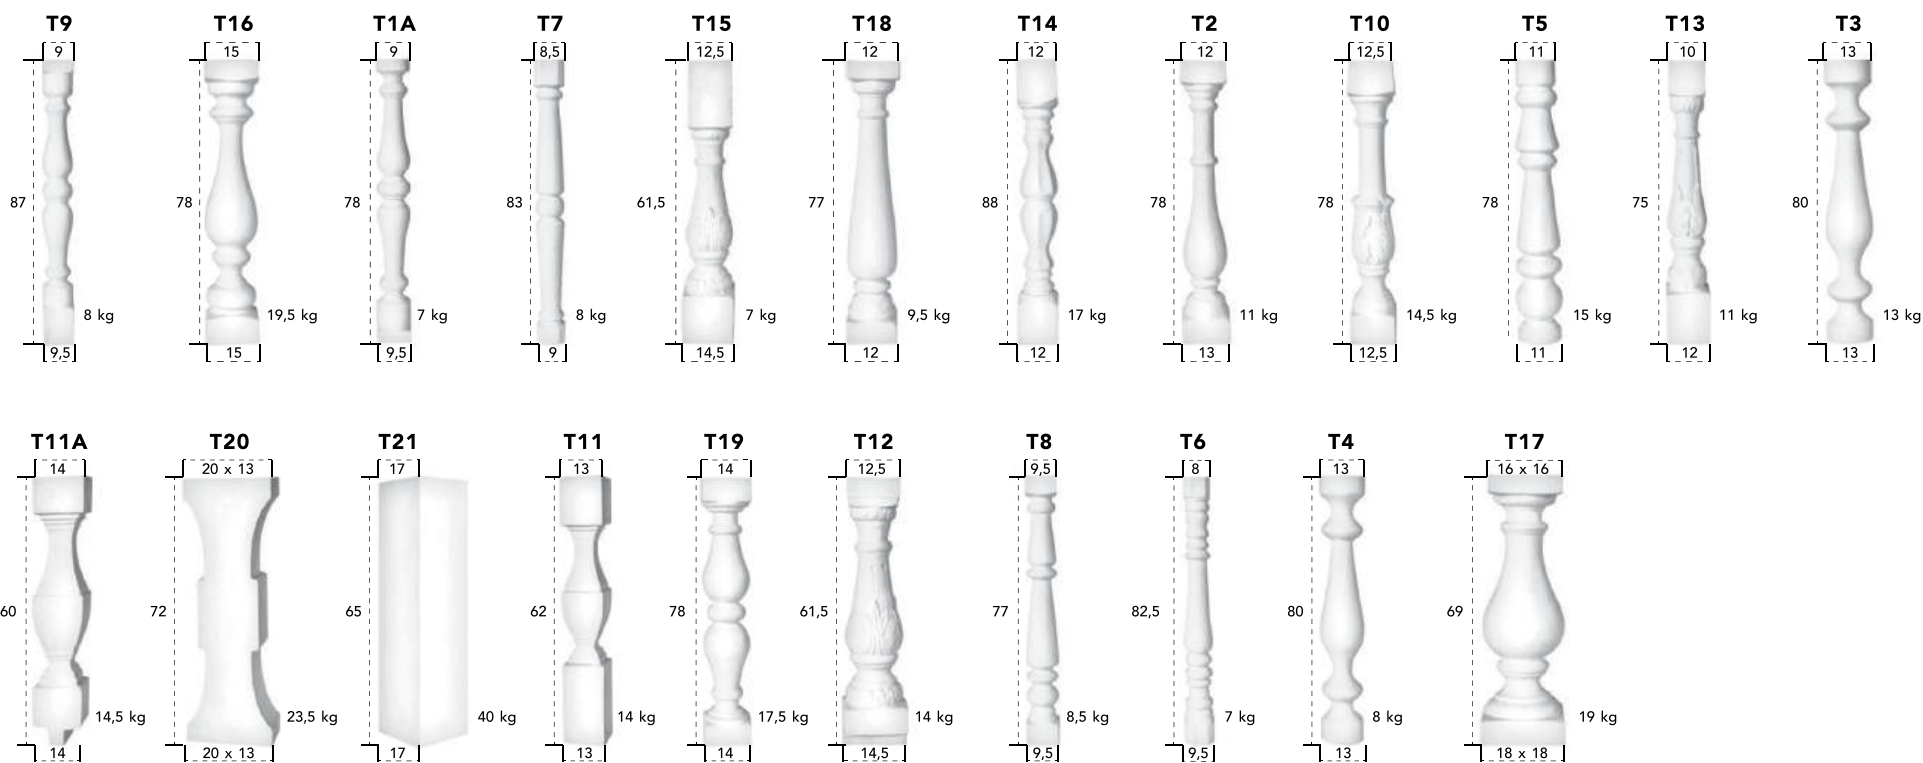 T9 T16 T1A T7 T15 T18 T14 T2 T10 T5 T13 T3
9 15 9 8,5 12,5 12 12 12 12,5 11 10 13
87 78 78 83 61,5 77 88 78 78 78 75 80
8 kg 19,5 kg 7 kg 8 kg 7 kg 9,5 kg 17 kg 11 kg 14,5 kg 15 kg 11 kg 13 kg
9,5 15 9,5 9 14,5 12 12 13 12,5 11 12 13
T11A T20 T21 T11 T19 T12 T8 T6 T4 T17
14 20 x 13 17 13 14 12,5 9,5 8 13 16 x 16
60 72 65 62 78 61,5 77 82,5 80 69
14,5 kg 23,5 kg 40 kg 14 kg 17,5 kg 14 kg 8,5 kg 7 kg 8 kg 19 kg
14 20 x 13 17 13 14 14,5 9,5 9,5 13 18 x 18